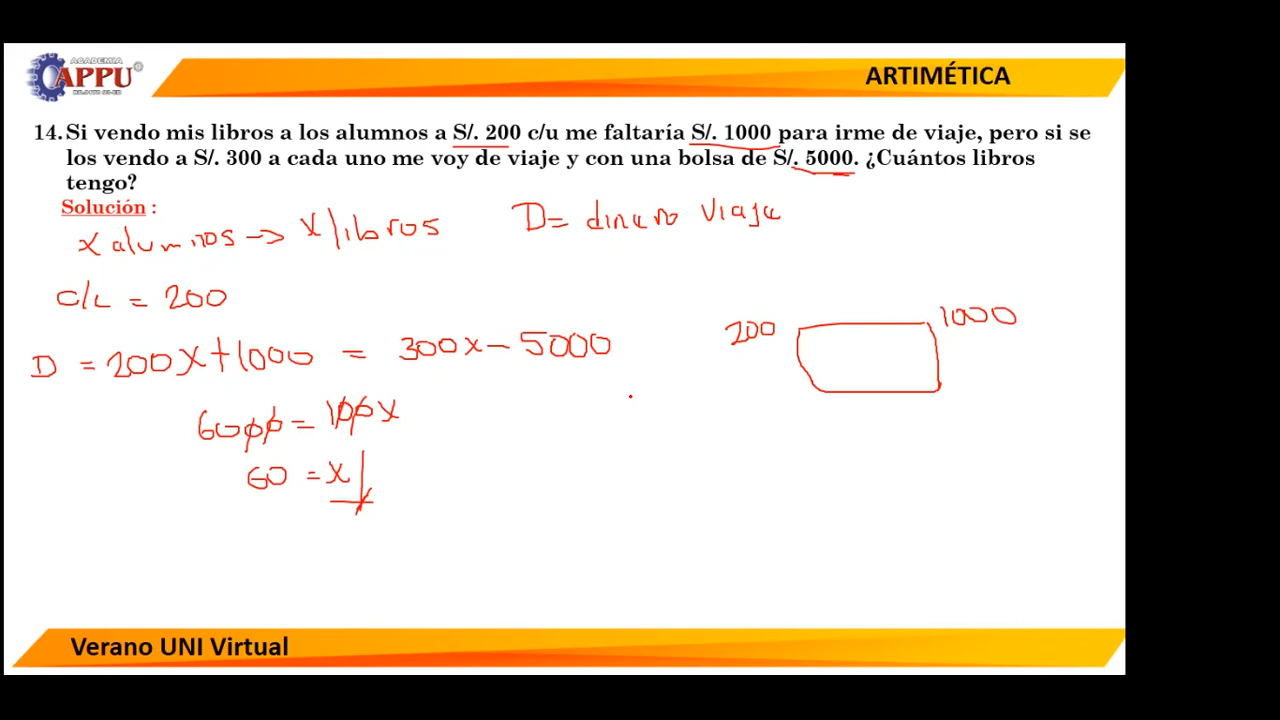 ACADEMIA
APPU
ARTIMÉTICA
14. Si vendo mis libros a los alumnos a S/. 200 c/u me faltaría S/. 1000 para irme de viaje, pero si se
los vendo a S/. 300 a cada uno me voy de viaje y con una bolsa de S/. 5000. ¿Cuántos libros
tengo?
Solución :
x alumnos → x libros D = dinero viaje
c/L = 200
200 1000
D = 200x + 1000 = 300x - 5000
6000 = 100x
60 = x
Verano UNI Virtual